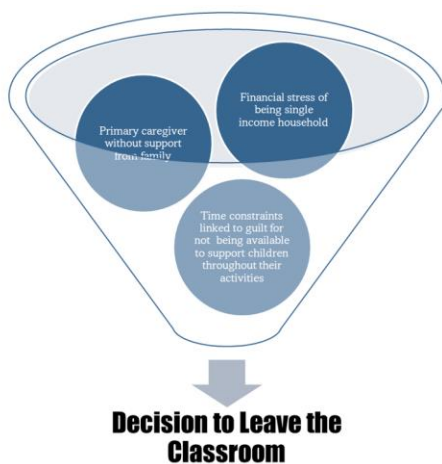 Financial stress of
being single
income household
Primary caregiver
without support
from family
Time constraints
linked to guilt for
not being available
to support children
throughout their
activities
Decision to Leave the
Classroom